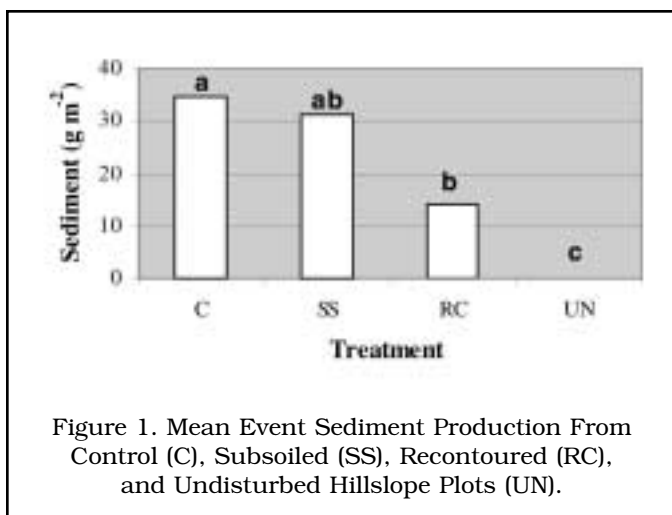 40
30
20
10
0
Sediment (g m⁻²)
a
ab
b
c
C SS RC UN
Treatment
Figure 1. Mean Event Sediment Production From
Control (C), Subsoiled (SS), Recontoured (RC),
and Undisturbed Hillslope Plots (UN).